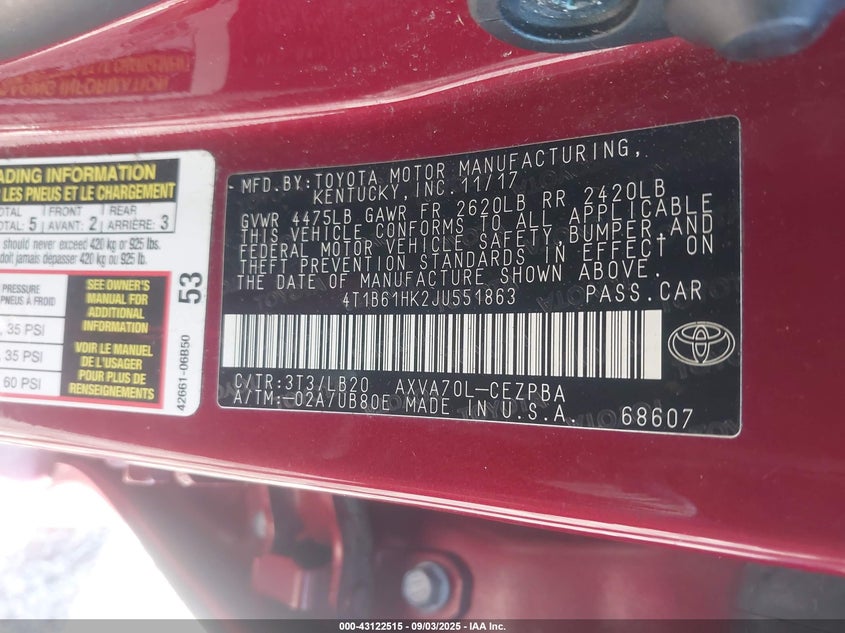 ADING INFORMATION
LES PNEUS ET LE CHARGEMENT
TOTAL 5 FRONT AVANT: 2 REAR ARRIÈRE: 3
should never exceed 420 kg or 925 lbs.
doit jamais dépasser 420 kg ou 925 lb.
PRESSURE
PNEUS À FROID
35 PSI
35 PSI
60 PSI
SEE OWNER'S
MANUAL FOR
ADDITIONAL
INFORMATION
VOIR LE MANUEL
DE L'USAGER
POUR PLUS DE
RENSEIGNEMENTS
53
42661-06B50
MFD.BY:TOYOTA MOTOR MANUFACTURING,
KENTUCKY, INC. 11/17
GVWR 4475LB GAWR FR 2620LB RR 2420LB
THIS VEHICLE CONFORMS TO ALL APPLICABLE
FEDERAL MOTOR VEHICLE SAFETY,BUMPER,AND
THEFT PREVENTION STANDARDS IN EFFECT ON
THE DATE OF MANUFACTURE SHOWN ABOVE.
4T1B61HK2JU551863 PASS.CAR
C/TR:3T3/LB20 AXVA70L-CEZPBA
A/TM:-02A/UB80E MADE IN U.S.A.
68607
TOYOTA
000-43122515 - 09/03/2025 - IAA Inc.